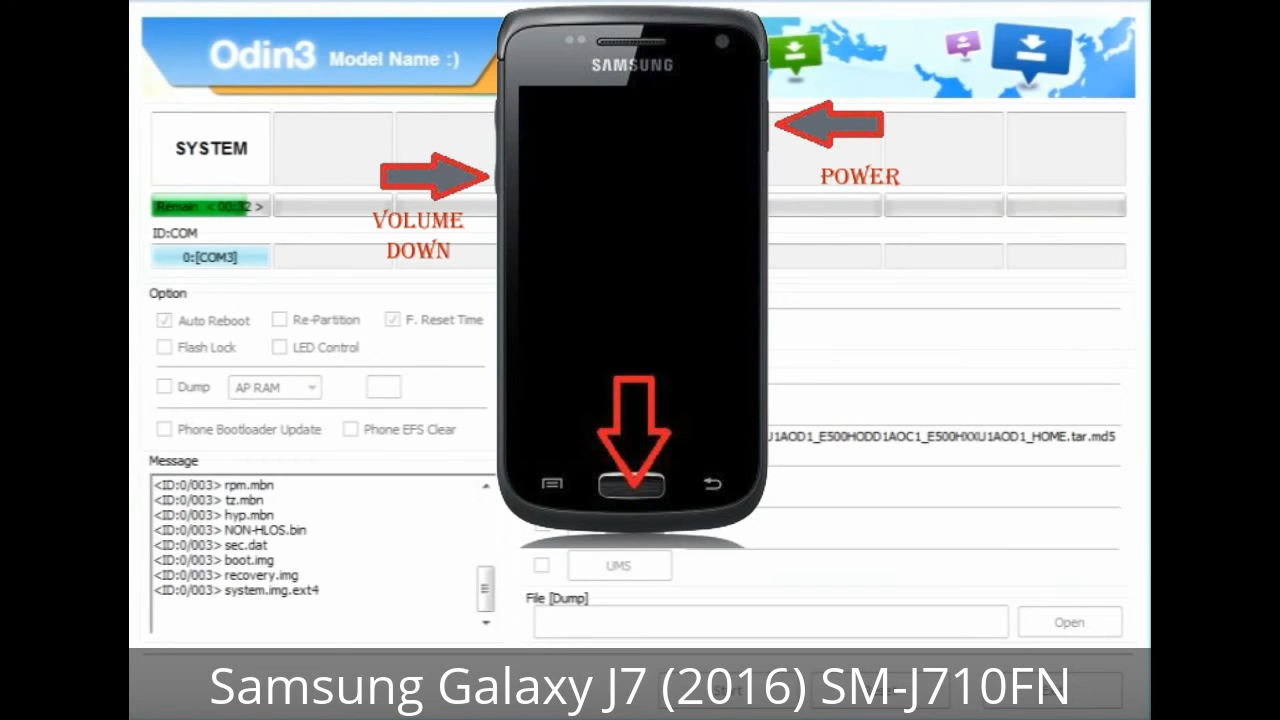 Odin3 Model Name :)
SAMSUNG
SYSTEM
POWER
Remain < 00:32 >
VOLUME
DOWN
ID:COM
0:[COM3]
Option
Auto Reboot
Re-Partition
F. Reset Time
Flash Lock
LED Control
Dump
AP RAM
Phone Bootloader Update
Phone EFS Clear
U1AOD1_E500HODD1AOC1_E500HXXU1AOD1_HOME.tar.md5
Message
<ID:0/003> rpm.mbn
<ID:0/003> tz.mbn
<ID:0/003> hyp.mbn
<ID:0/003> NON-HLOS.bin
<ID:0/003> sec.dat
<ID:0/003> boot.img
<ID:0/003> recovery.img
<ID:0/003> system.img.ext4
UMS
File [Dump]
Open
Samsung Galaxy J7 (2016) SM-J710FN